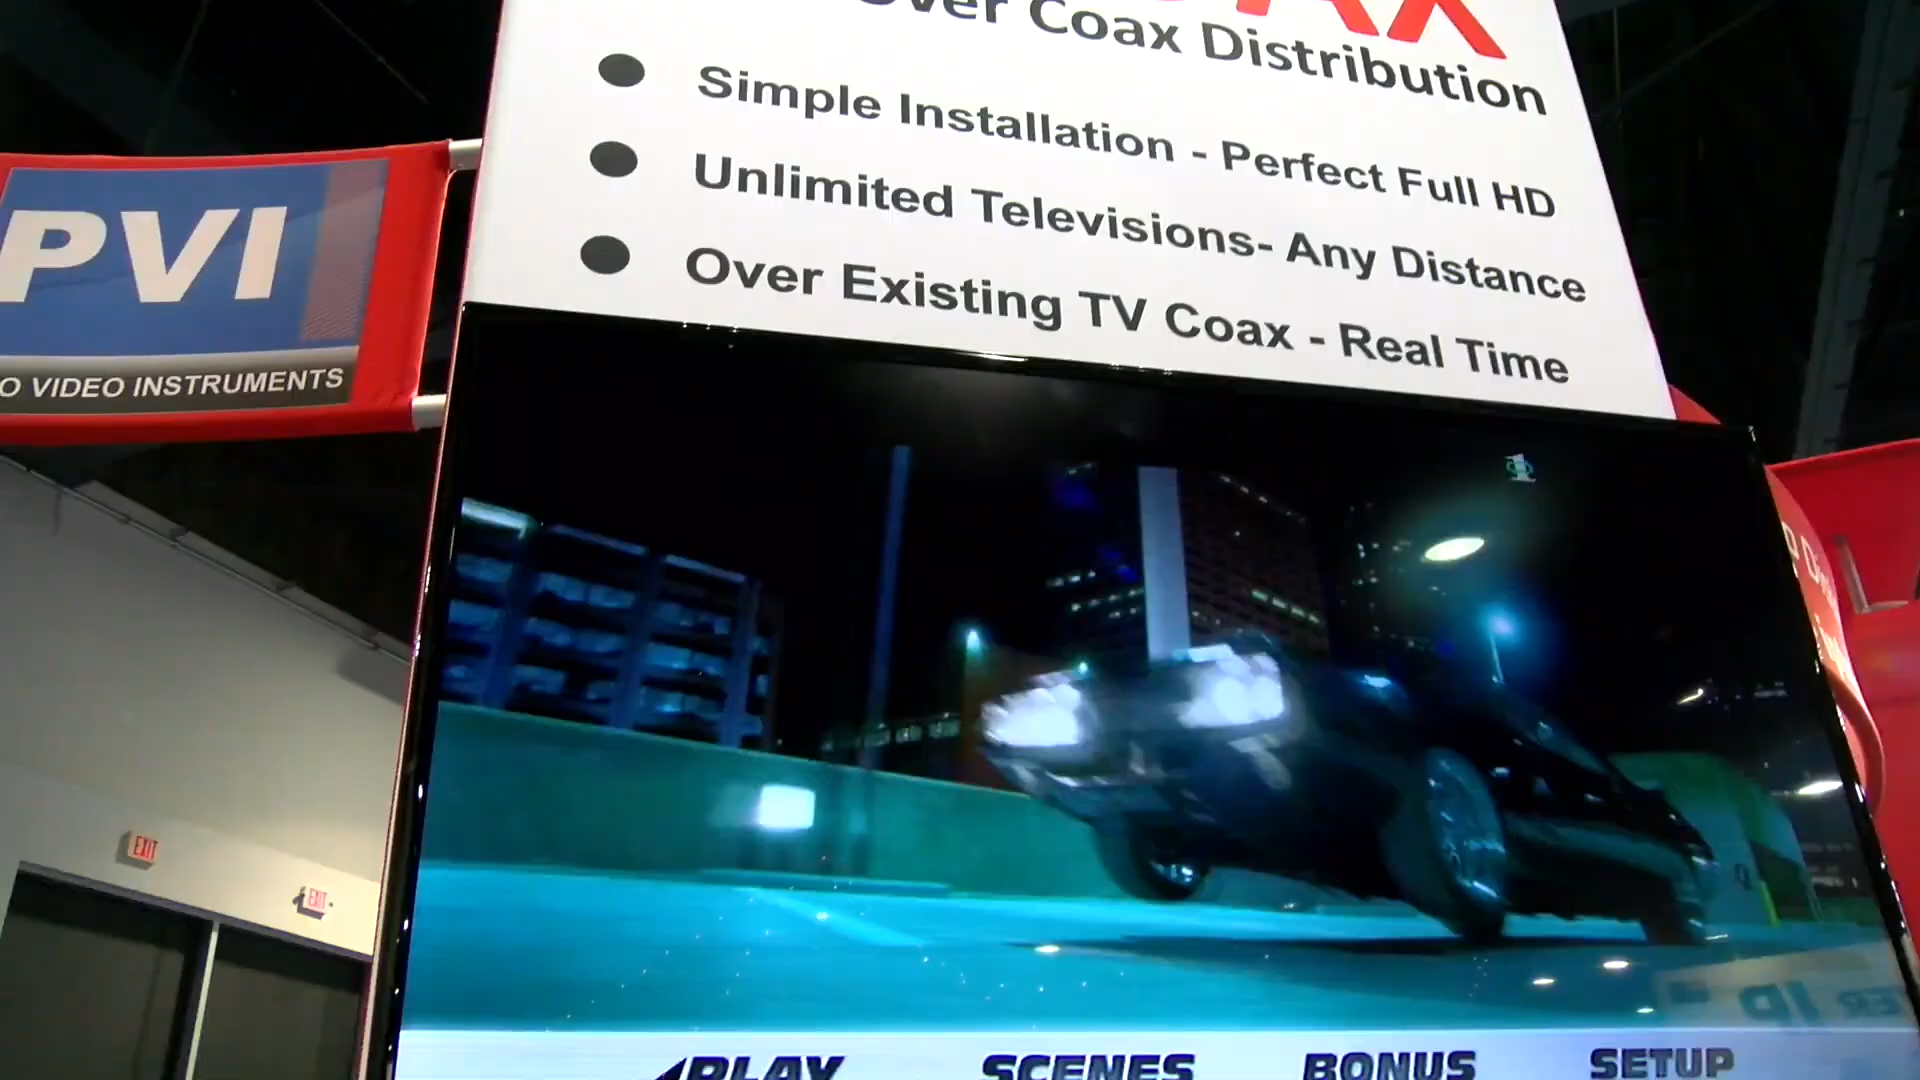 Over Coax Distribution
Simple Installation - Perfect Full HD
Unlimited Televisions- Any Distance
Over Existing TV Coax - Real Time
PVI
O VIDEO INSTRUMENTS
EXIT
EXIT
PLAY SCENES BONUS SETUP